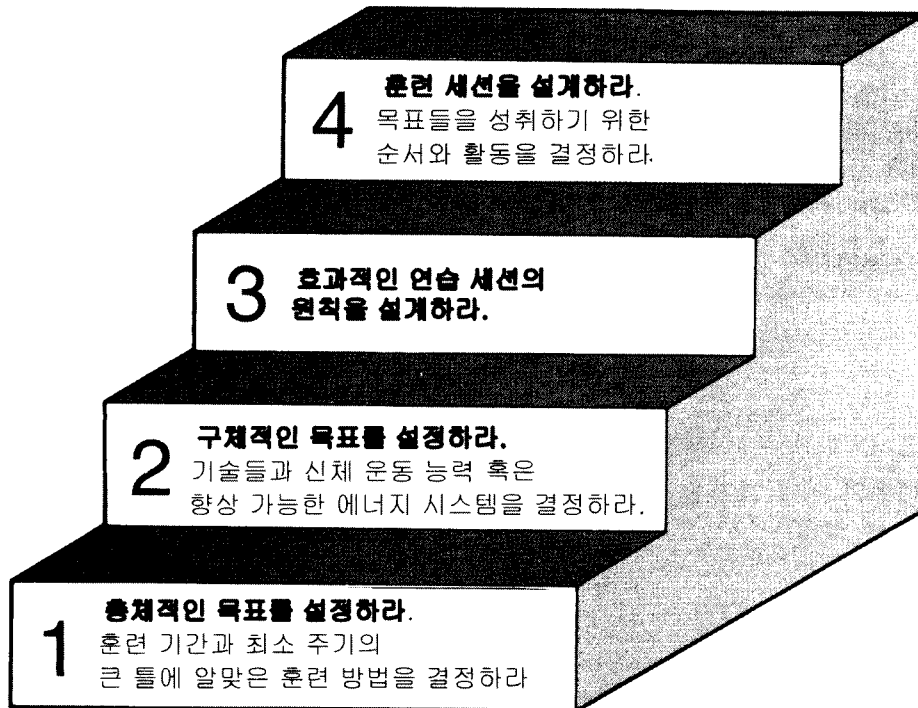 4
훈련 세션을 설계하라.
목표들을 성취하기 위한
순서와 활동을 결정하라.
3
효과적인 연습 세션의
원칙을 설계하라.
2
구체적인 목표를 설정하라.
기술들과 신체 운동 능력 혹은
향상 가능한 에너지 시스템을 결정하라.
1
총체적인 목표를 설정하라.
훈련 기간과 최소 주기의
큰 틀에 알맞은 훈련 방법을 결정하라